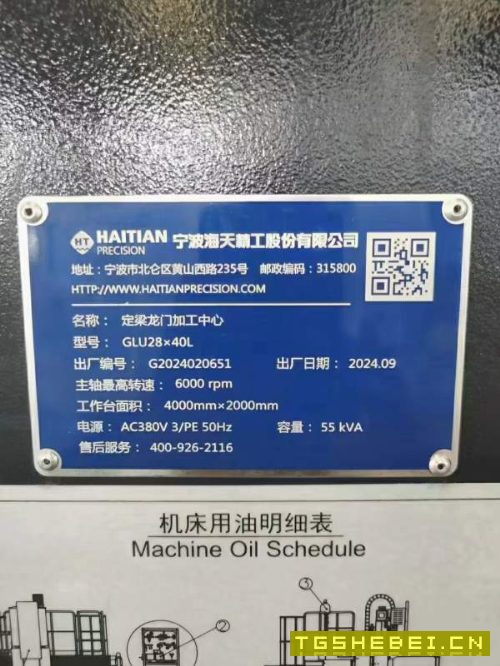 HT HAITIAN PRECISION 宁波海天精工股份有限公司
地址：宁波市北仑区黄山西路235号 邮政编码：315800
HTTP://WWW.HAITIANPRECISION.COM
名称： 定梁龙门加工中心
型号： GLU28×40L
出厂编号： G2024020651 出厂日期： 2024.09
主轴最高转速： 6000 rpm
工作台面积： 4000mm×2000mm
电源： AC380V 3/PE 50Hz 容量： 55 kVA
售后服务： 400-926-2116
机床用油明细表
Machine Oil Schedule
③
②
TGSHEBEI.CN